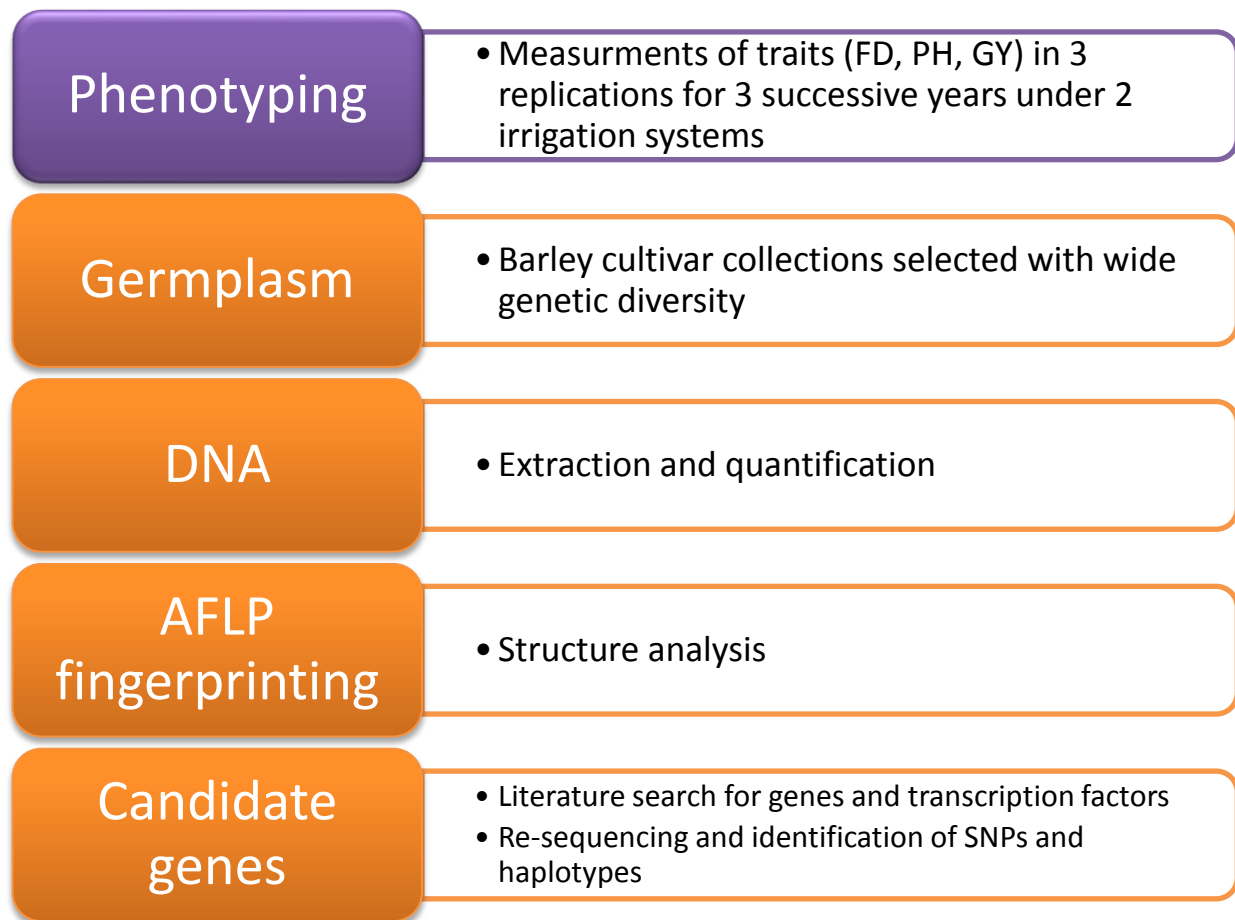 Phenotyping
• Measurments of traits (FD, PH, GY) in 3
replications for 3 successive years under 2
irrigation systems
Germplasm
• Barley cultivar collections selected with wide
genetic diversity
DNA
• Extraction and quantification
AFLP
fingerprinting
• Structure analysis
Candidate
genes
• Literature search for genes and transcription factors
• Re-sequencing and identification of SNPs and
haplotypes